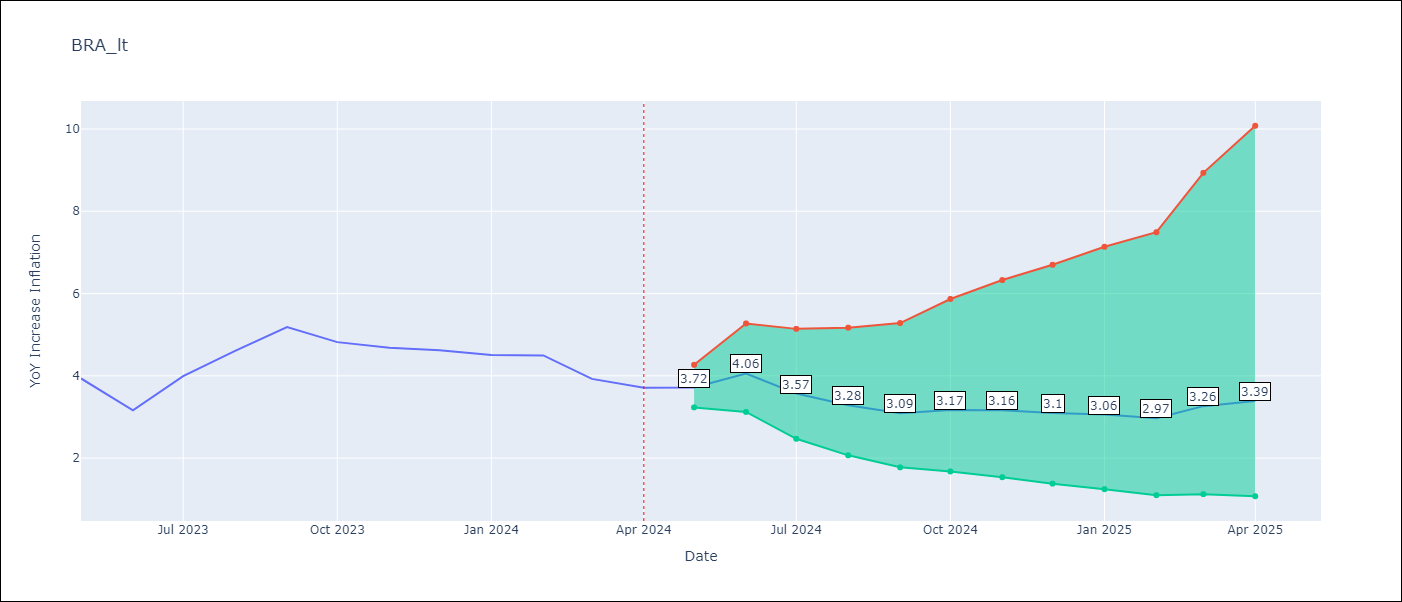 BRA_lt
YoY Increase Inflation
10
8
6
4
2
3.72
4.06
3.57
3.28
3.09
3.17
3.16
3.1
3.06
2.97
3.26
3.39
Jul 2023
Oct 2023
Jan 2024
Apr 2024
Jul 2024
Oct 2024
Jan 2025
Apr 2025
Date